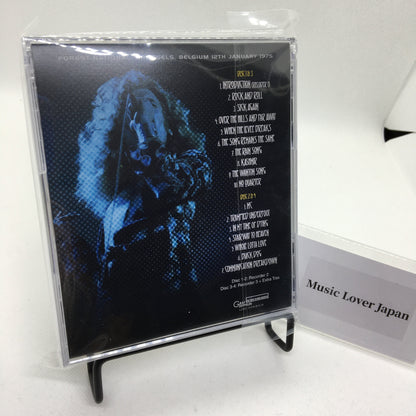 FOREST NATIONAL, BRUSSELS, BELGIUM 12TH JANUARY 1975
DISC 1 & 3
1. INTRODUCTION
2. ROCK AND ROLL
3. SICK AGAIN
4. OVER THE HILLS AND FAR AWAY
5. WHEN THE LEVEE BREAKS
6. THE SONG REMAINS THE SAME
7. THE RAIN SONG
8. KASHMIR
9. THE WANTON SONG
10. NO QUARTER
DISC 2 & 4
1. MC
2. TRAMPLED UNDERFOOT
3. IN MY TIME OF DYING
4. STAIRWAY TO HEAVEN
5. WHOLE LOTTA LOVE
6. BLACK DOG
7. COMMUNICATION BREAKDOWN
Disc 1-2: Recorder 2
Disc 3-4: Recorder 3 + Extra Trax
Music Lover Japan